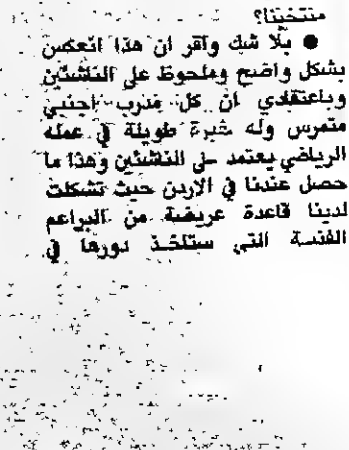 منتخبنا؟
● بلا شك وأقر ان هذا انعكس
بشكل واضح وملحوظ على الناشئين
وباعتقادي ان كل مدرب اجنبي
متمرس وله خبرة طويلة في عمله
الرياضي يعتمد على الناشئين وهذا ما
حصل عندنا في الاردن حيث تشكلت
لدينا قاعدة عريضة من البراعم
الفتية التي ستاخذ دورها في